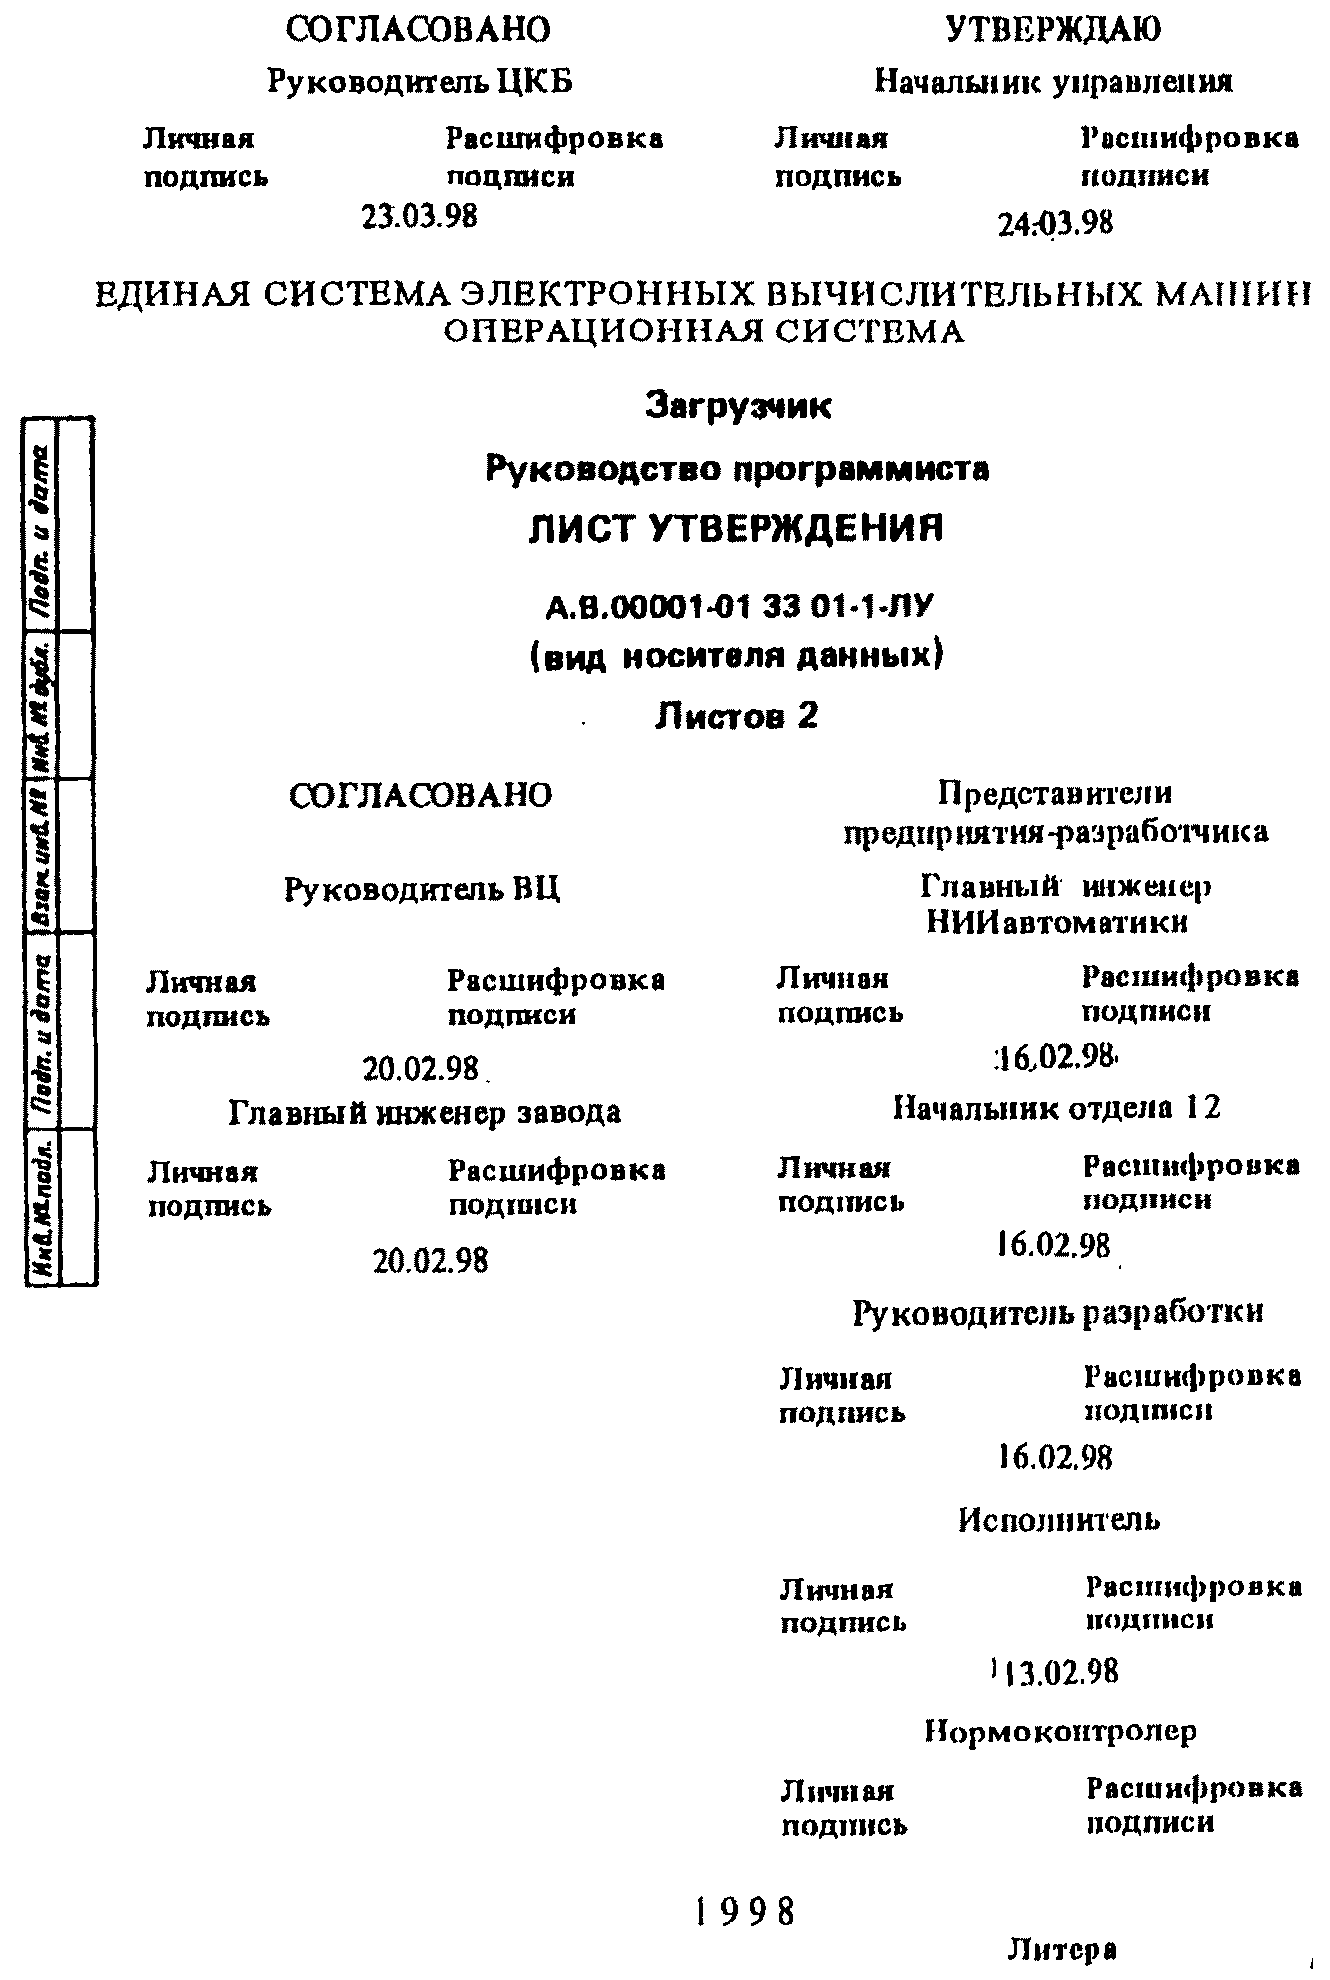 СОГЛАСОВАНО
Руководитель ЦКБ
Личная Расшифровка
подпись подписи
23.03.98
УТВЕРЖДАЮ
Начальник управления
Личная Расшифровка
подпись подписи
24.03.98
ЕДИНАЯ СИСТЕМА ЭЛЕКТРОННЫХ ВЫЧИСЛИТЕЛЬНЫХ МАШИН
ОПЕРАЦИОННАЯ СИСТЕМА
Загрузчик
Руководство программиста
ЛИСТ УТВЕРЖДЕНИЯ
А.В.00001-01 33 01-1-ЛУ
(вид носителя данных)
Листов 2
СОГЛАСОВАНО
Руководитель ВЦ
Личная Расшифровка
подпись подписи
20.02.98
Главный инженер завода
Личная Расшифровка
подпись подписи
20.02.98
Представители
предприятия-разработчика
Главный инженер
НИИавтоматики
Личная Расшифровка
подпись подписи
16.02.98
Начальник отдела 12
Личная Расшифровка
подпись подписи
16.02.98
Руководитель разработки
Личная Расшифровка
подпись подписи
16.02.98
Исполнитель
Личная Расшифровка
подпись подписи
13.02.98
Нормоконтролер
Личная Расшифровка
подпись подписи
1998
Литера
Подп. и дата
Инв. № дубл.
Взам. инв. №
Подп. и дата
Инв. № подл.